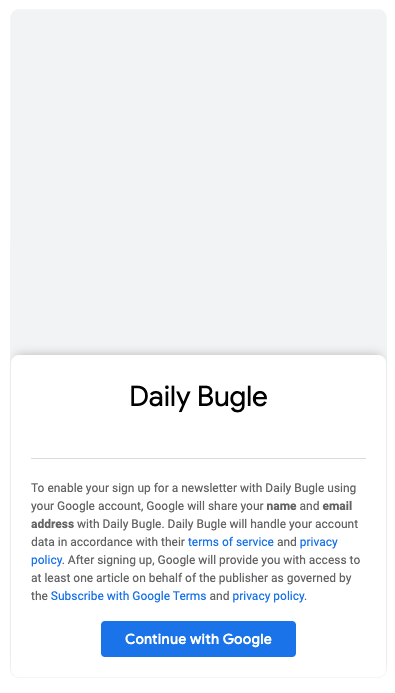 Daily Bugle
To enable your sign up for a newsletter with Daily Bugle using
your Google account, Google will share your name and email
address with Daily Bugle. Daily Bugle will handle your account
data in accordance with their terms of service and privacy
policy. After signing up, Google will provide you with access to
at least one article on behalf of the publisher as governed by
the Subscribe with Google Terms and privacy policy.
Continue with Google